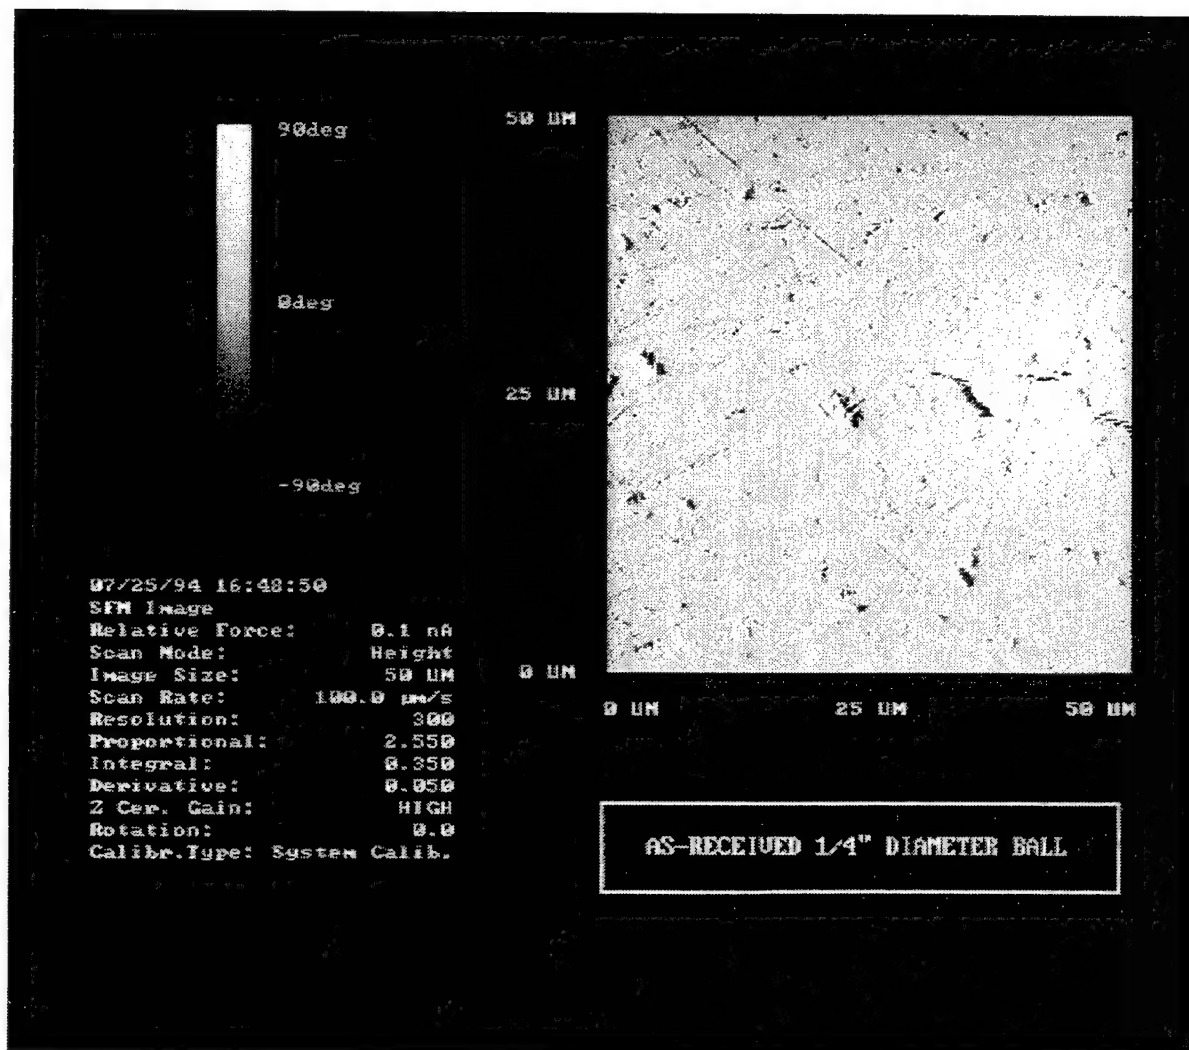 90deg
0deg
-90deg
50 UM
25 UM
0 UM
0 UM
25 UM
50 UM
07/25/94 16:48:50
SFM Image
Relative Force: 0.1 nA
Scan Mode: Height
Image Size: 50 UM
Scan Rate: 100.0 µm/s
Resolution: 300
Proportional: 2.550
Integral: 0.350
Derivative: 0.050
Z Cer. Gain: HIGH
Rotation: 0.0
Calibr.Type: System Calib.
AS-RECEIVED 1/4" DIAMETER BALL